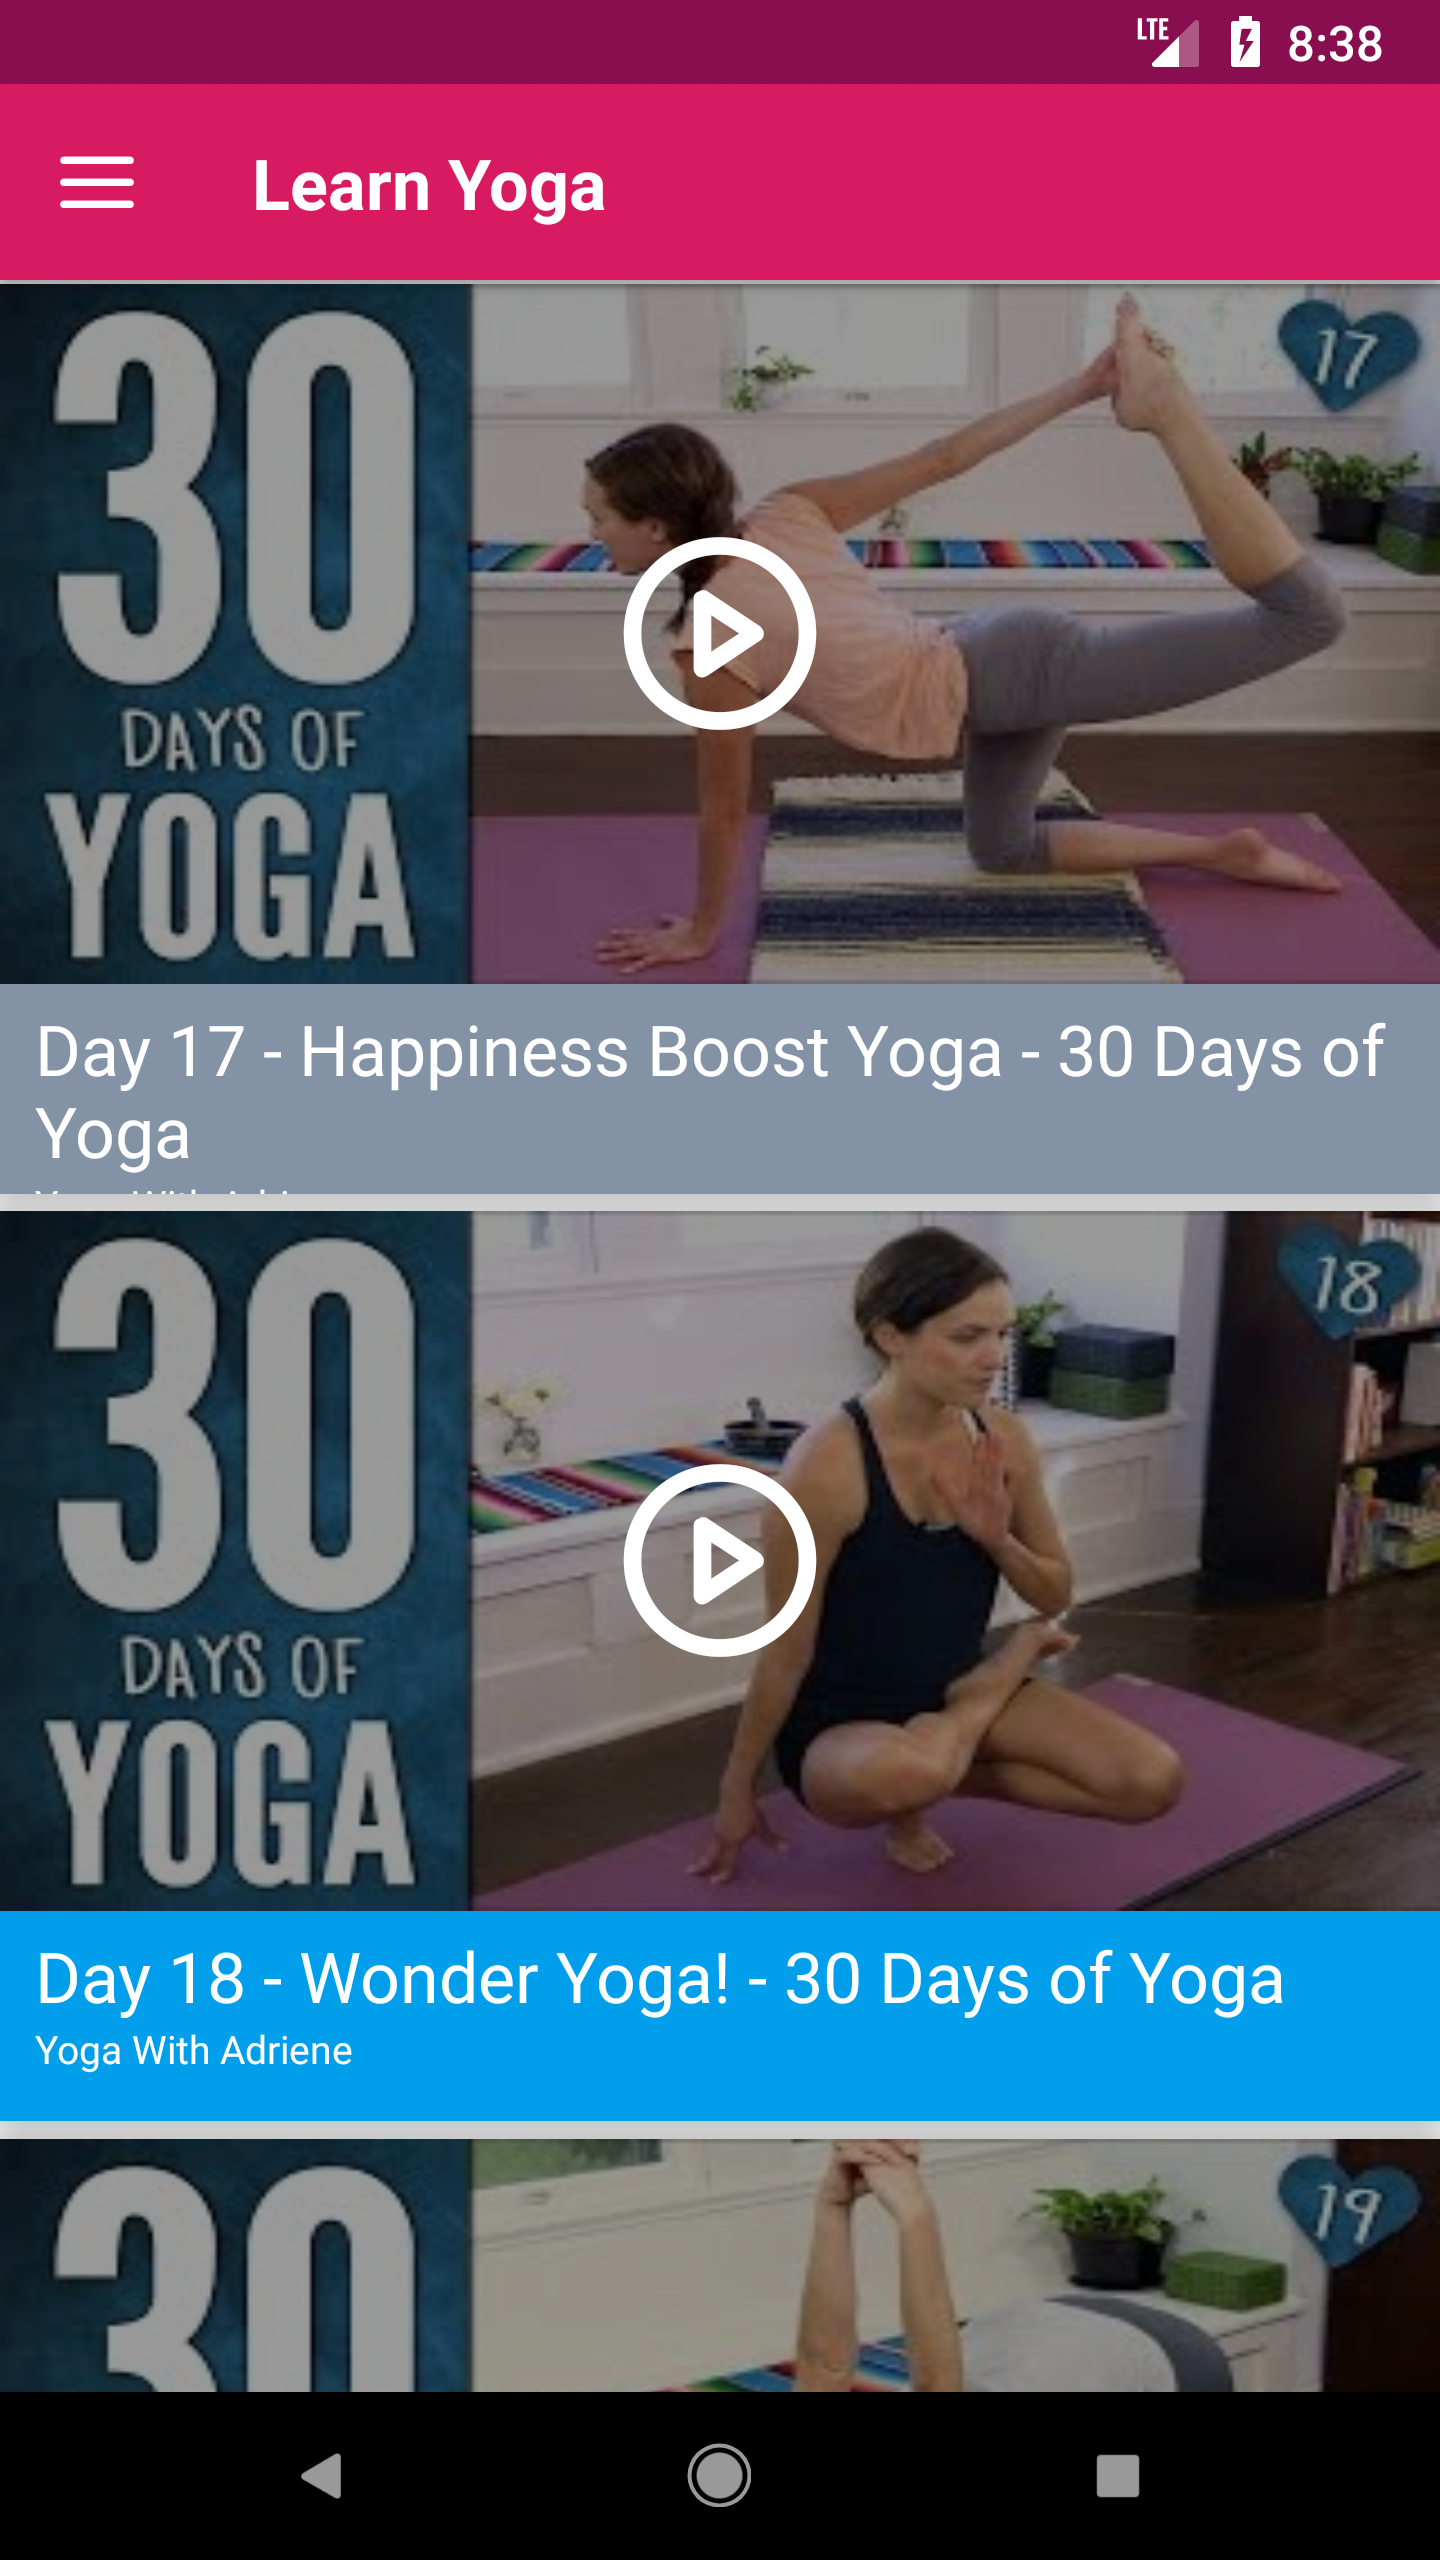 LTE 8:38
Learn Yoga
30
DAYS OF
YOGA
17
Day 17 - Happiness Boost Yoga - 30 Days of
Yoga
30
DAYS OF
YOGA
18
Day 18 - Wonder Yoga! - 30 Days of Yoga
Yoga With Adriene
30
19